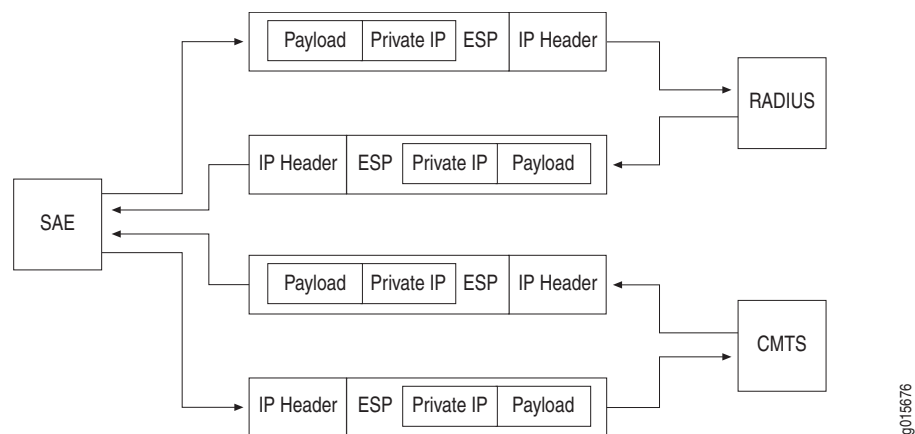 Payload Private IP ESP IP Header
RADIUS
IP Header ESP Private IP Payload
SAE
Payload Private IP ESP IP Header
CMTS
IP Header ESP Private IP Payload
g015676